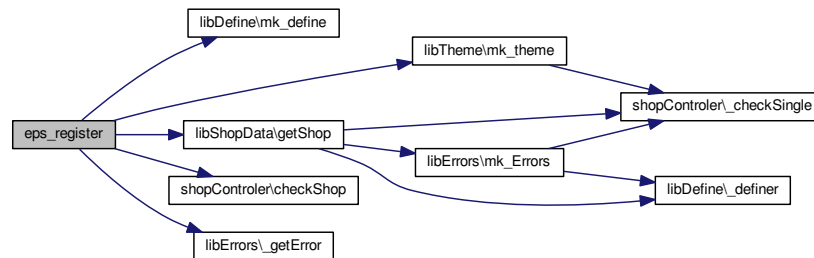 libDefine\mk_define
libTheme\mk_theme
shopControler\_checkSingle
eps_register
libShopData\getShop
libErrors\mk_Errors
shopControler\checkShop
libDefine\_definer
libErrors\_getError